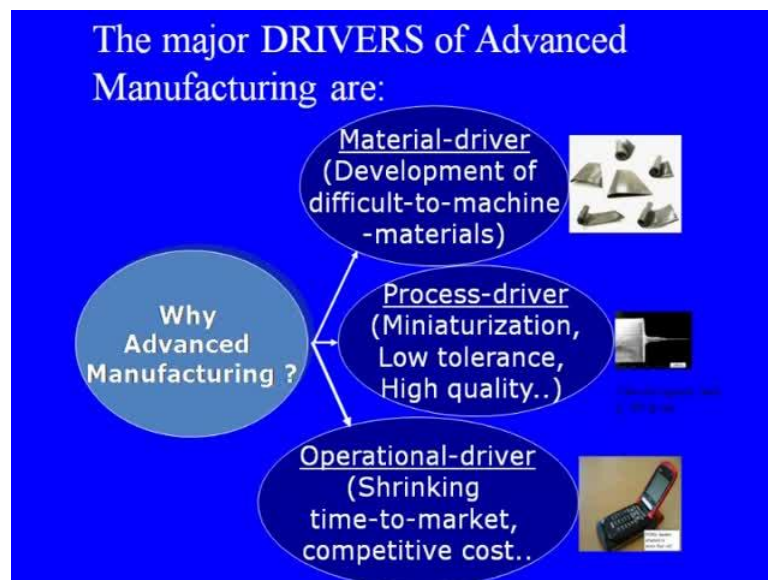 The major DRIVERS of Advanced
Manufacturing are:
Material-driver
(Development of
difficult-to-machine
-materials)
Why
Advanced
Manufacturing ?
Process-driver
(Miniaturization,
Low tolerance,
High quality..)
Operational-driver
(Shrinking
time-to-market,
competitive cost..